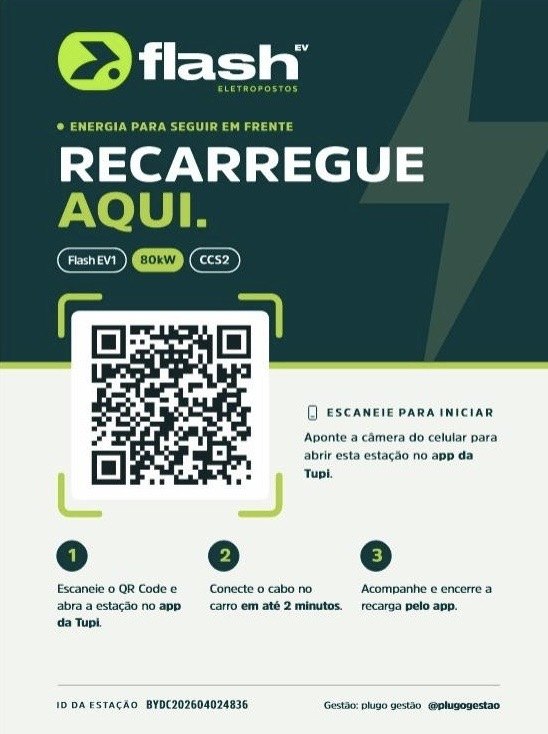 flash EV
ELETROPOSTOS
ENERGIA PARA SEGUIR EM FRENTE
RECARREGUE
AQUI.
Flash EV1 80kW CCS2
ESCANEIE PARA INICIAR
Aponte a câmera do celular para
abrir esta estação no app da
Tupi.
1
Escaneie o QR Code e
abra a estação no app
da Tupi.
2
Conecte o cabo no
carro em até 2 minutos.
3
Acompanhe e encerre a
recarga pelo app.
ID DA ESTAÇÃO BYDC202604024836
Gestão: plugo gestão @plugogestao